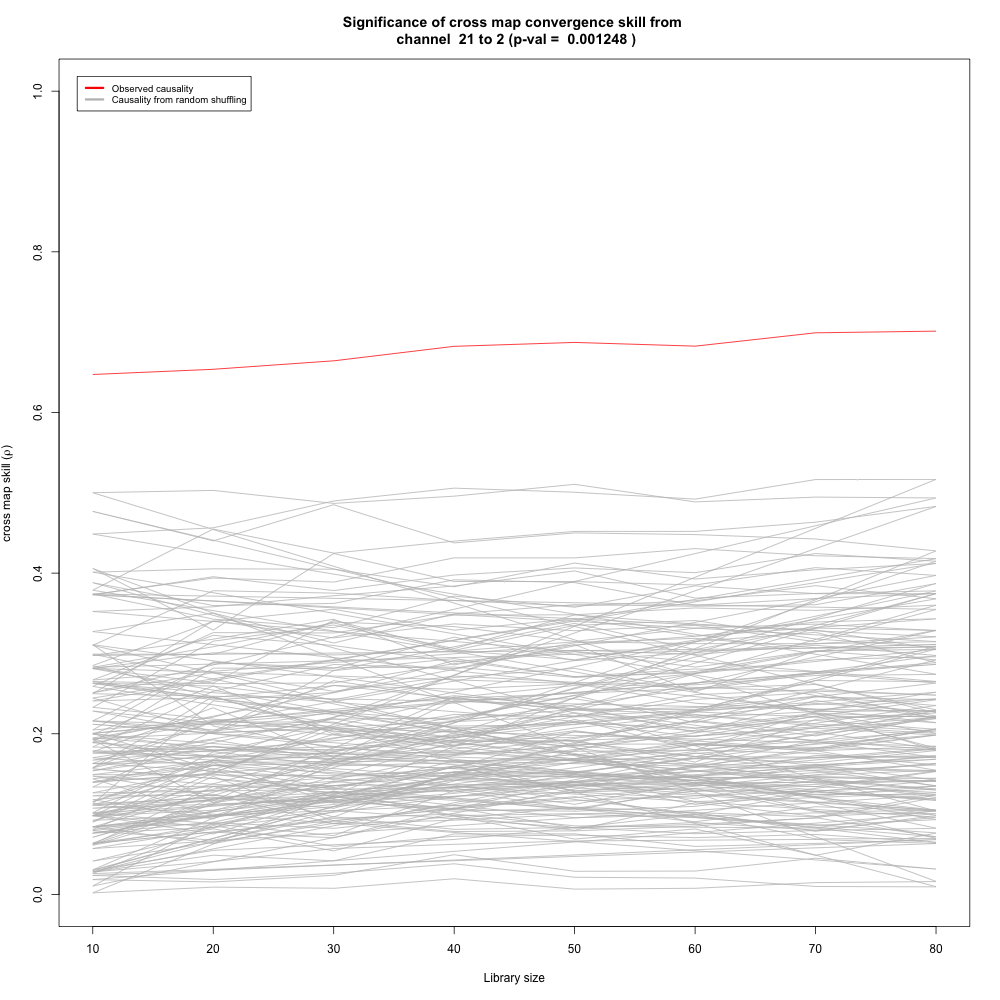 Significance of cross map convergence skill from
channel  21 to 2 (p-val =  0.001248 )
Observed causality
Causality from random shuffling
cross map skill (ρ)
1.0
0.8
0.6
0.4
0.2
0.0
10 20 30 40 50 60 70 80
Library size